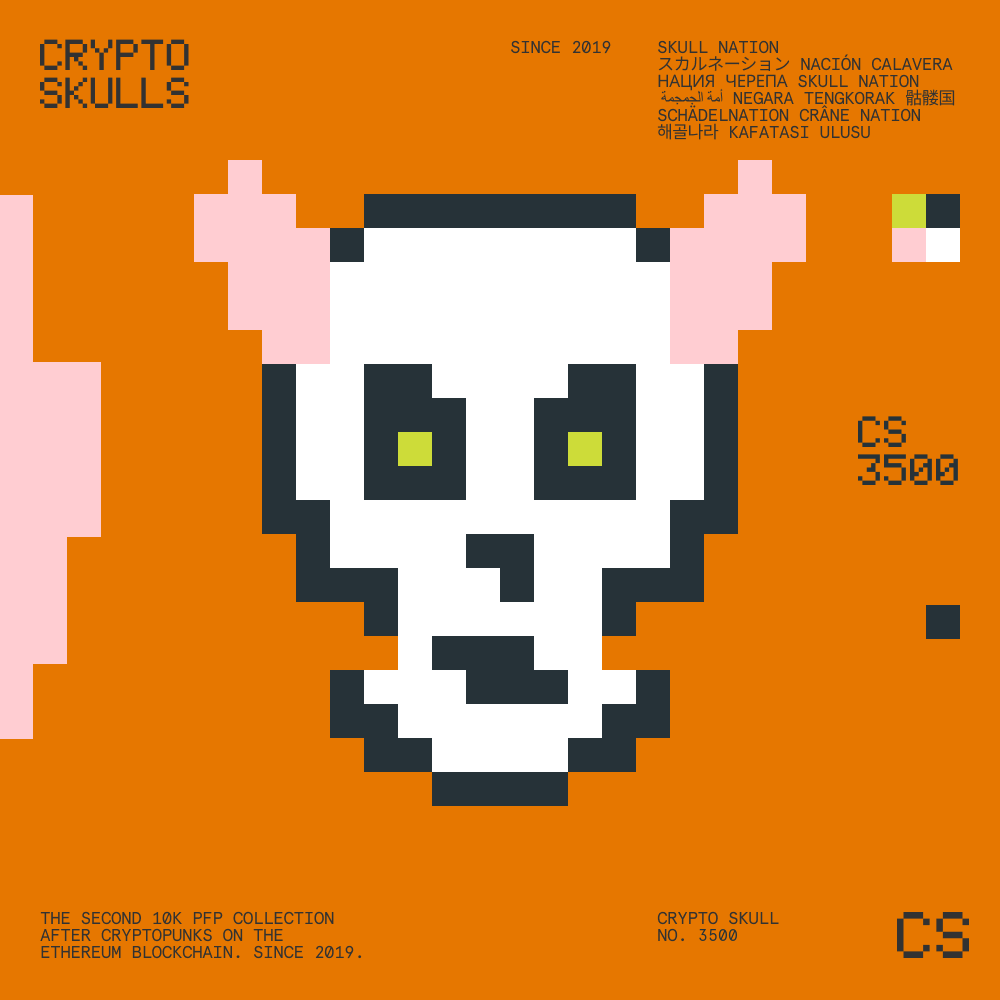 CRYPTO
SKULLS
SINCE 2019
SKULL NATION
スカルネーション NACIÓN CALAVERA
НАЦИЯ ЧЕРЕПА SKULL NATION
أمة الجمجمة NEGARA TENGKORAK 骷髅国
SCHÄDELNATION CRÂNE NATION
해골나라 KAFATASI ULUSU
CS
3500
THE SECOND 10K PFP COLLECTION
AFTER CRYPTOPUNKS ON THE
ETHEREUM BLOCKCHAIN. SINCE 2019.
CRYPTO SKULL
NO. 3500
CS